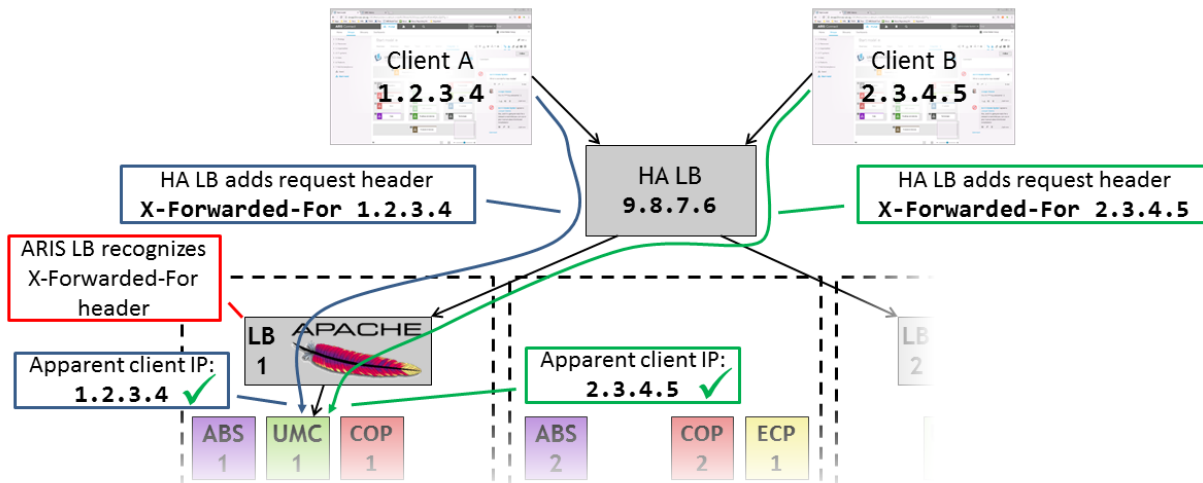 Client A
1.2.3.4
Client B
2.3.4.5
HA LB
9.8.7.6
HA LB adds request header
X-Forwarded-For 1.2.3.4
HA LB adds request header
X-Forwarded-For 2.3.4.5
ARIS LB recognizes
X-Forwarded-For
header
LB
1
APACHE
LB
2
Apparent client IP:
1.2.3.4
Apparent client IP:
2.3.4.5
ABS
1
UMC
1
COP
1
ABS
2
COP
2
ECP
1